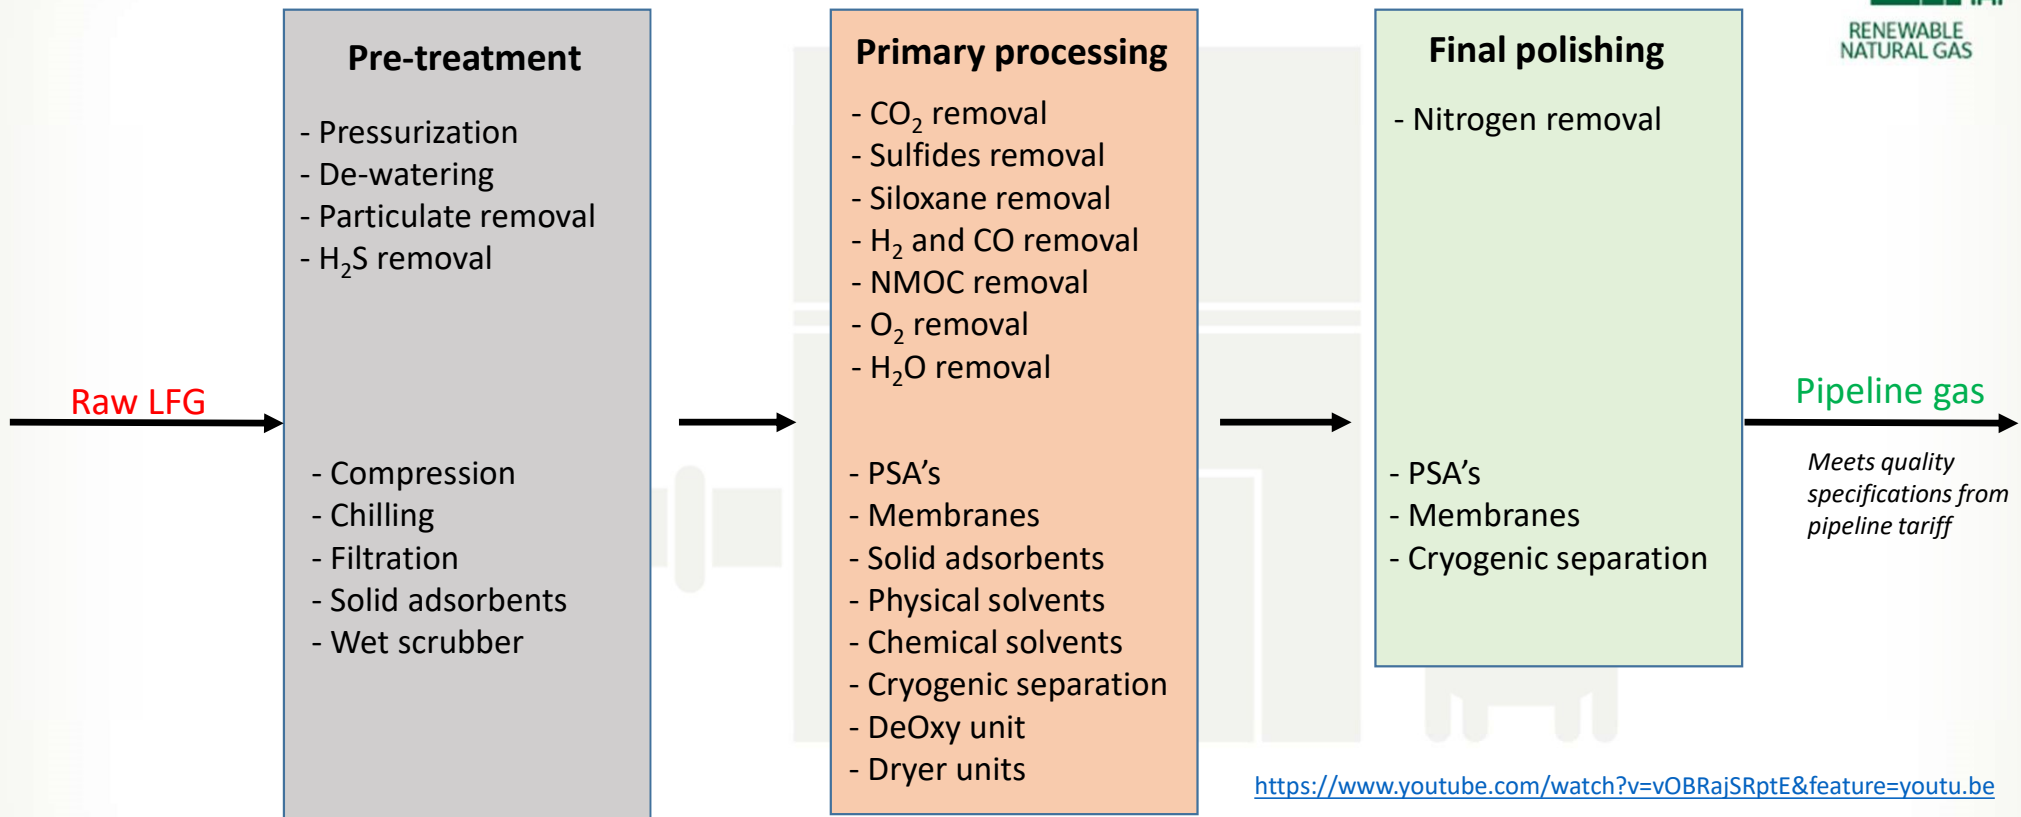 RENEWABLE
NATURAL GAS
Pre-treatment
- Pressurization
- De-watering
- Particulate removal
- H₂S removal
- Compression
- Chilling
- Filtration
- Solid adsorbents
- Wet scrubber
Primary processing
- CO₂ removal
- Sulfides removal
- Siloxane removal
- H₂ and CO removal
- NMOC removal
- O₂ removal
- H₂O removal
- PSA's
- Membranes
- Solid adsorbents
- Physical solvents
- Chemical solvents
- Cryogenic separation
- DeOxy unit
- Dryer units
Final polishing
- Nitrogen removal
- PSA's
- Membranes
- Cryogenic separation
Raw LFG
Pipeline gas
Meets quality
specifications from
pipeline tariff
https://www.youtube.com/watch?v=vOBRajSRptE&feature=youtu.be